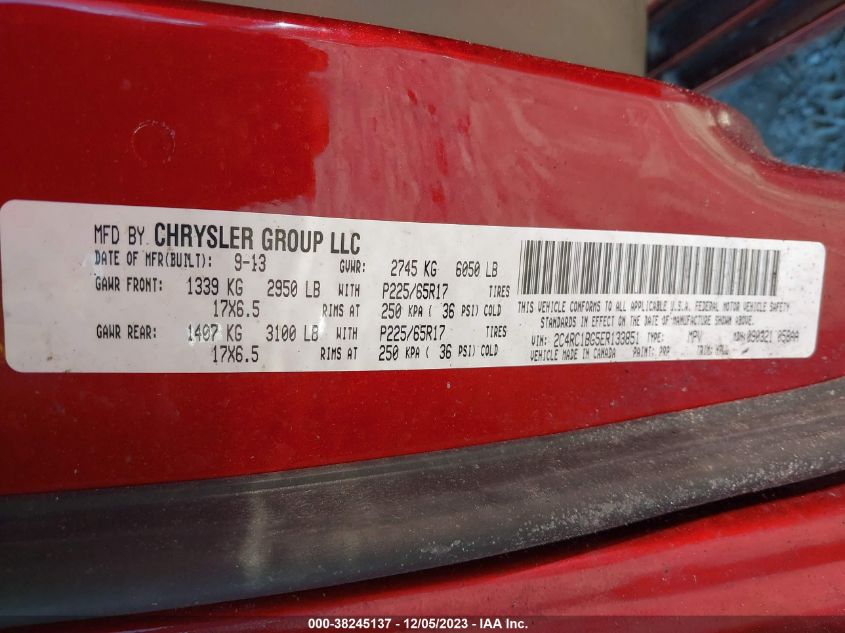 MFD BY CHRYSLER GROUP LLC
DATE OF MFR(BUILT): 9-13 GVWR: 2745 KG 6050 LB
GAWR FRONT: 1339 KG 2950 LB WITH P225/65R17 TIRES
17X6.5 RIMS AT 250 KPA ( 36 PSI) COLD
GAWR REAR: 1407 KG 3100 LB WITH P225/65R17 TIRES
17X6.5 RIMS AT 250 KPA ( 36 PSI) COLD
THIS VEHICLE CONFORMS TO ALL APPLICABLE U.S.A. FEDERAL MOTOR VEHICLE SAFETY
STANDARDS IN EFFECT ON THE DATE OF MANUFACTURE SHOWN ABOVE.
VIN: 2C4RC1BG5ER133851 TYPE: MPV MDH: 090321 058AA
VEHICLE MADE IN CANADA PAINT: PRP TRIM:
000-38245137 - 12/05/2023 - IAA Inc.